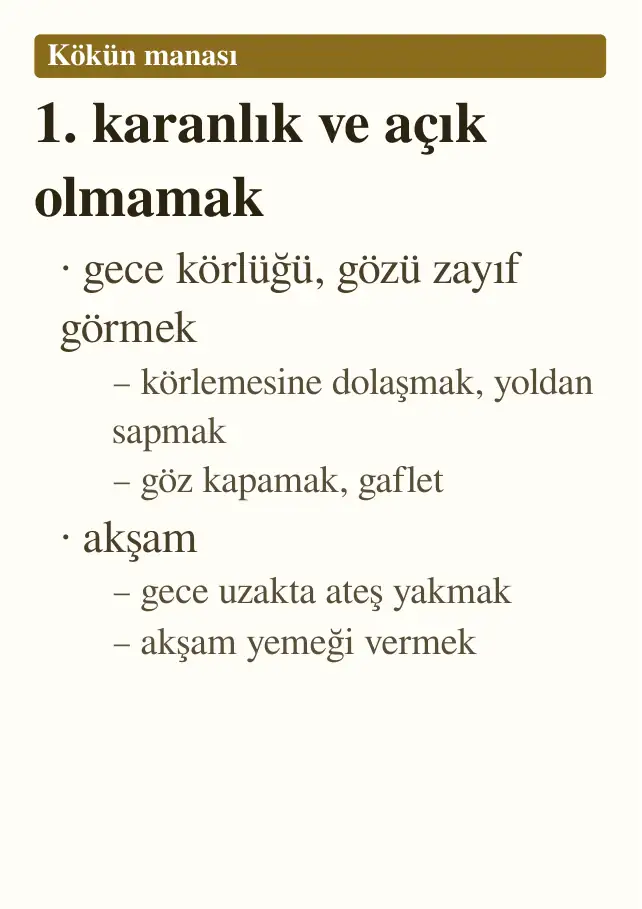 Kökün manası
1. karanlık ve açık
olmamak
· gece körlüğü, gözü zayıf
görmek
– körlemesine dolaşmak, yoldan
sapmak
– göz kapamak, gaflet
· akşam
– gece uzakta ateş yakmak
– akşam yemeği vermek